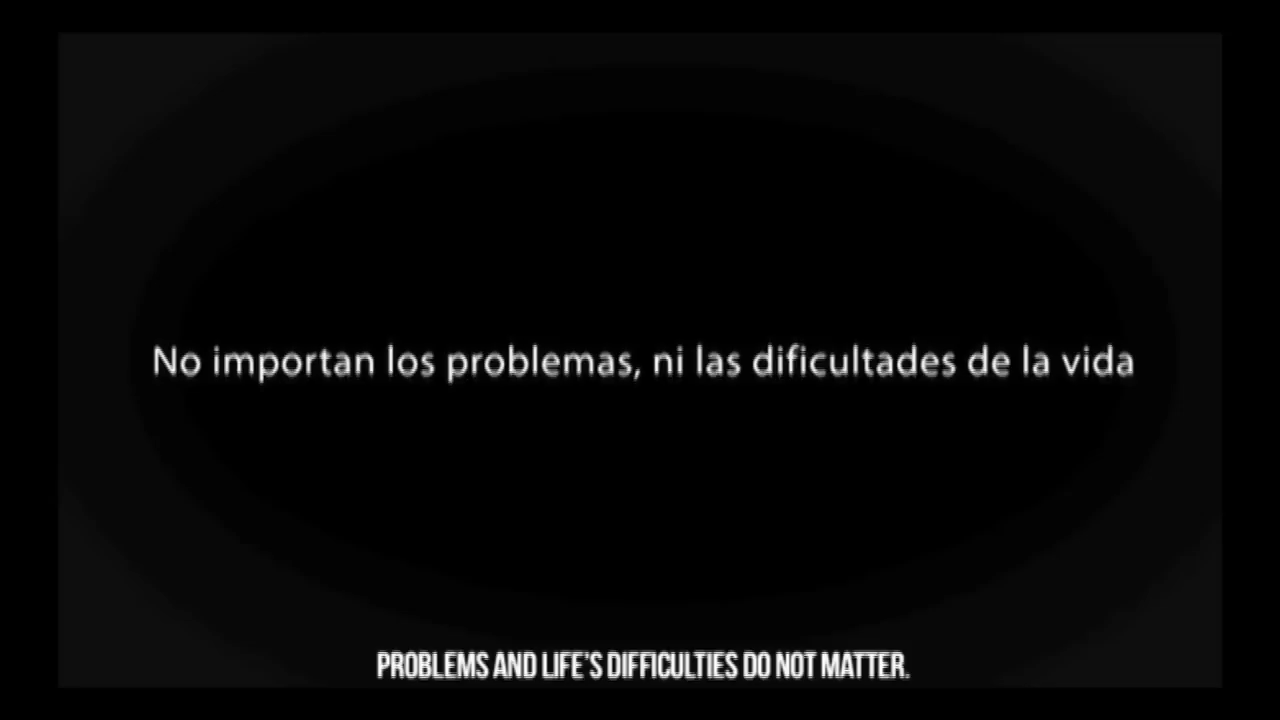 No importan los problemas, ni las dificultades de la vida
PROBLEMS AND LIFE'S DIFFICULTIES DO NOT MATTER.